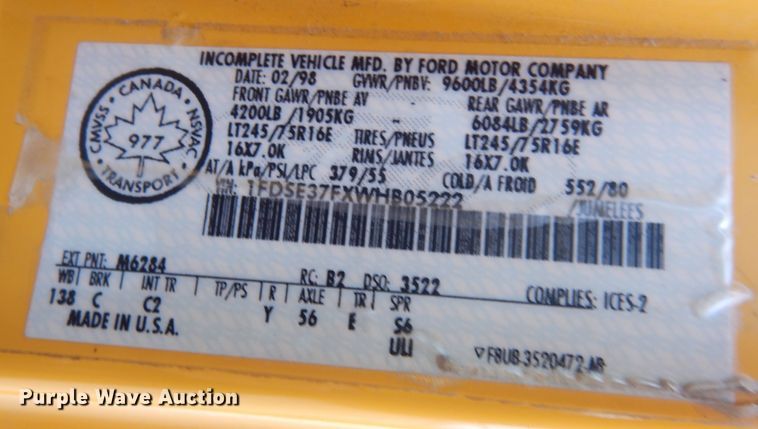 INCOMPLETE VEHICLE MFD. BY FORD MOTOR COMPANY
DATE: 02/98 GVWR/PNBV: 9600LB/4354KG
FRONT GAWR/PNBE AV REAR GAWR/PNBE AR
4200LB/1905KG 6084LB/2759KG
LT245/75R16E TIRES/PNEUS LT245/75R16E
16X7.0K RIMS/JANTES 16X7.0K
AT/A kPa/PSI/LPC 379/55 COLD/A FROID 552/80
VIN: 1FDSE37FXWHB05222 /JUMELEES
CMVSS • CANADA • NSVAC • TRANSPORT •
977
EXT PNT: M6284 RC: B2 DSO: 3522
WB BRK INT TR TP/PS R AXLE TR SPR COMPLIES: ICES-2
138 C C2 Y 56 E S6
MADE IN U.S.A. ULI
F8UB-3520472-AB
Purple Wave Auction